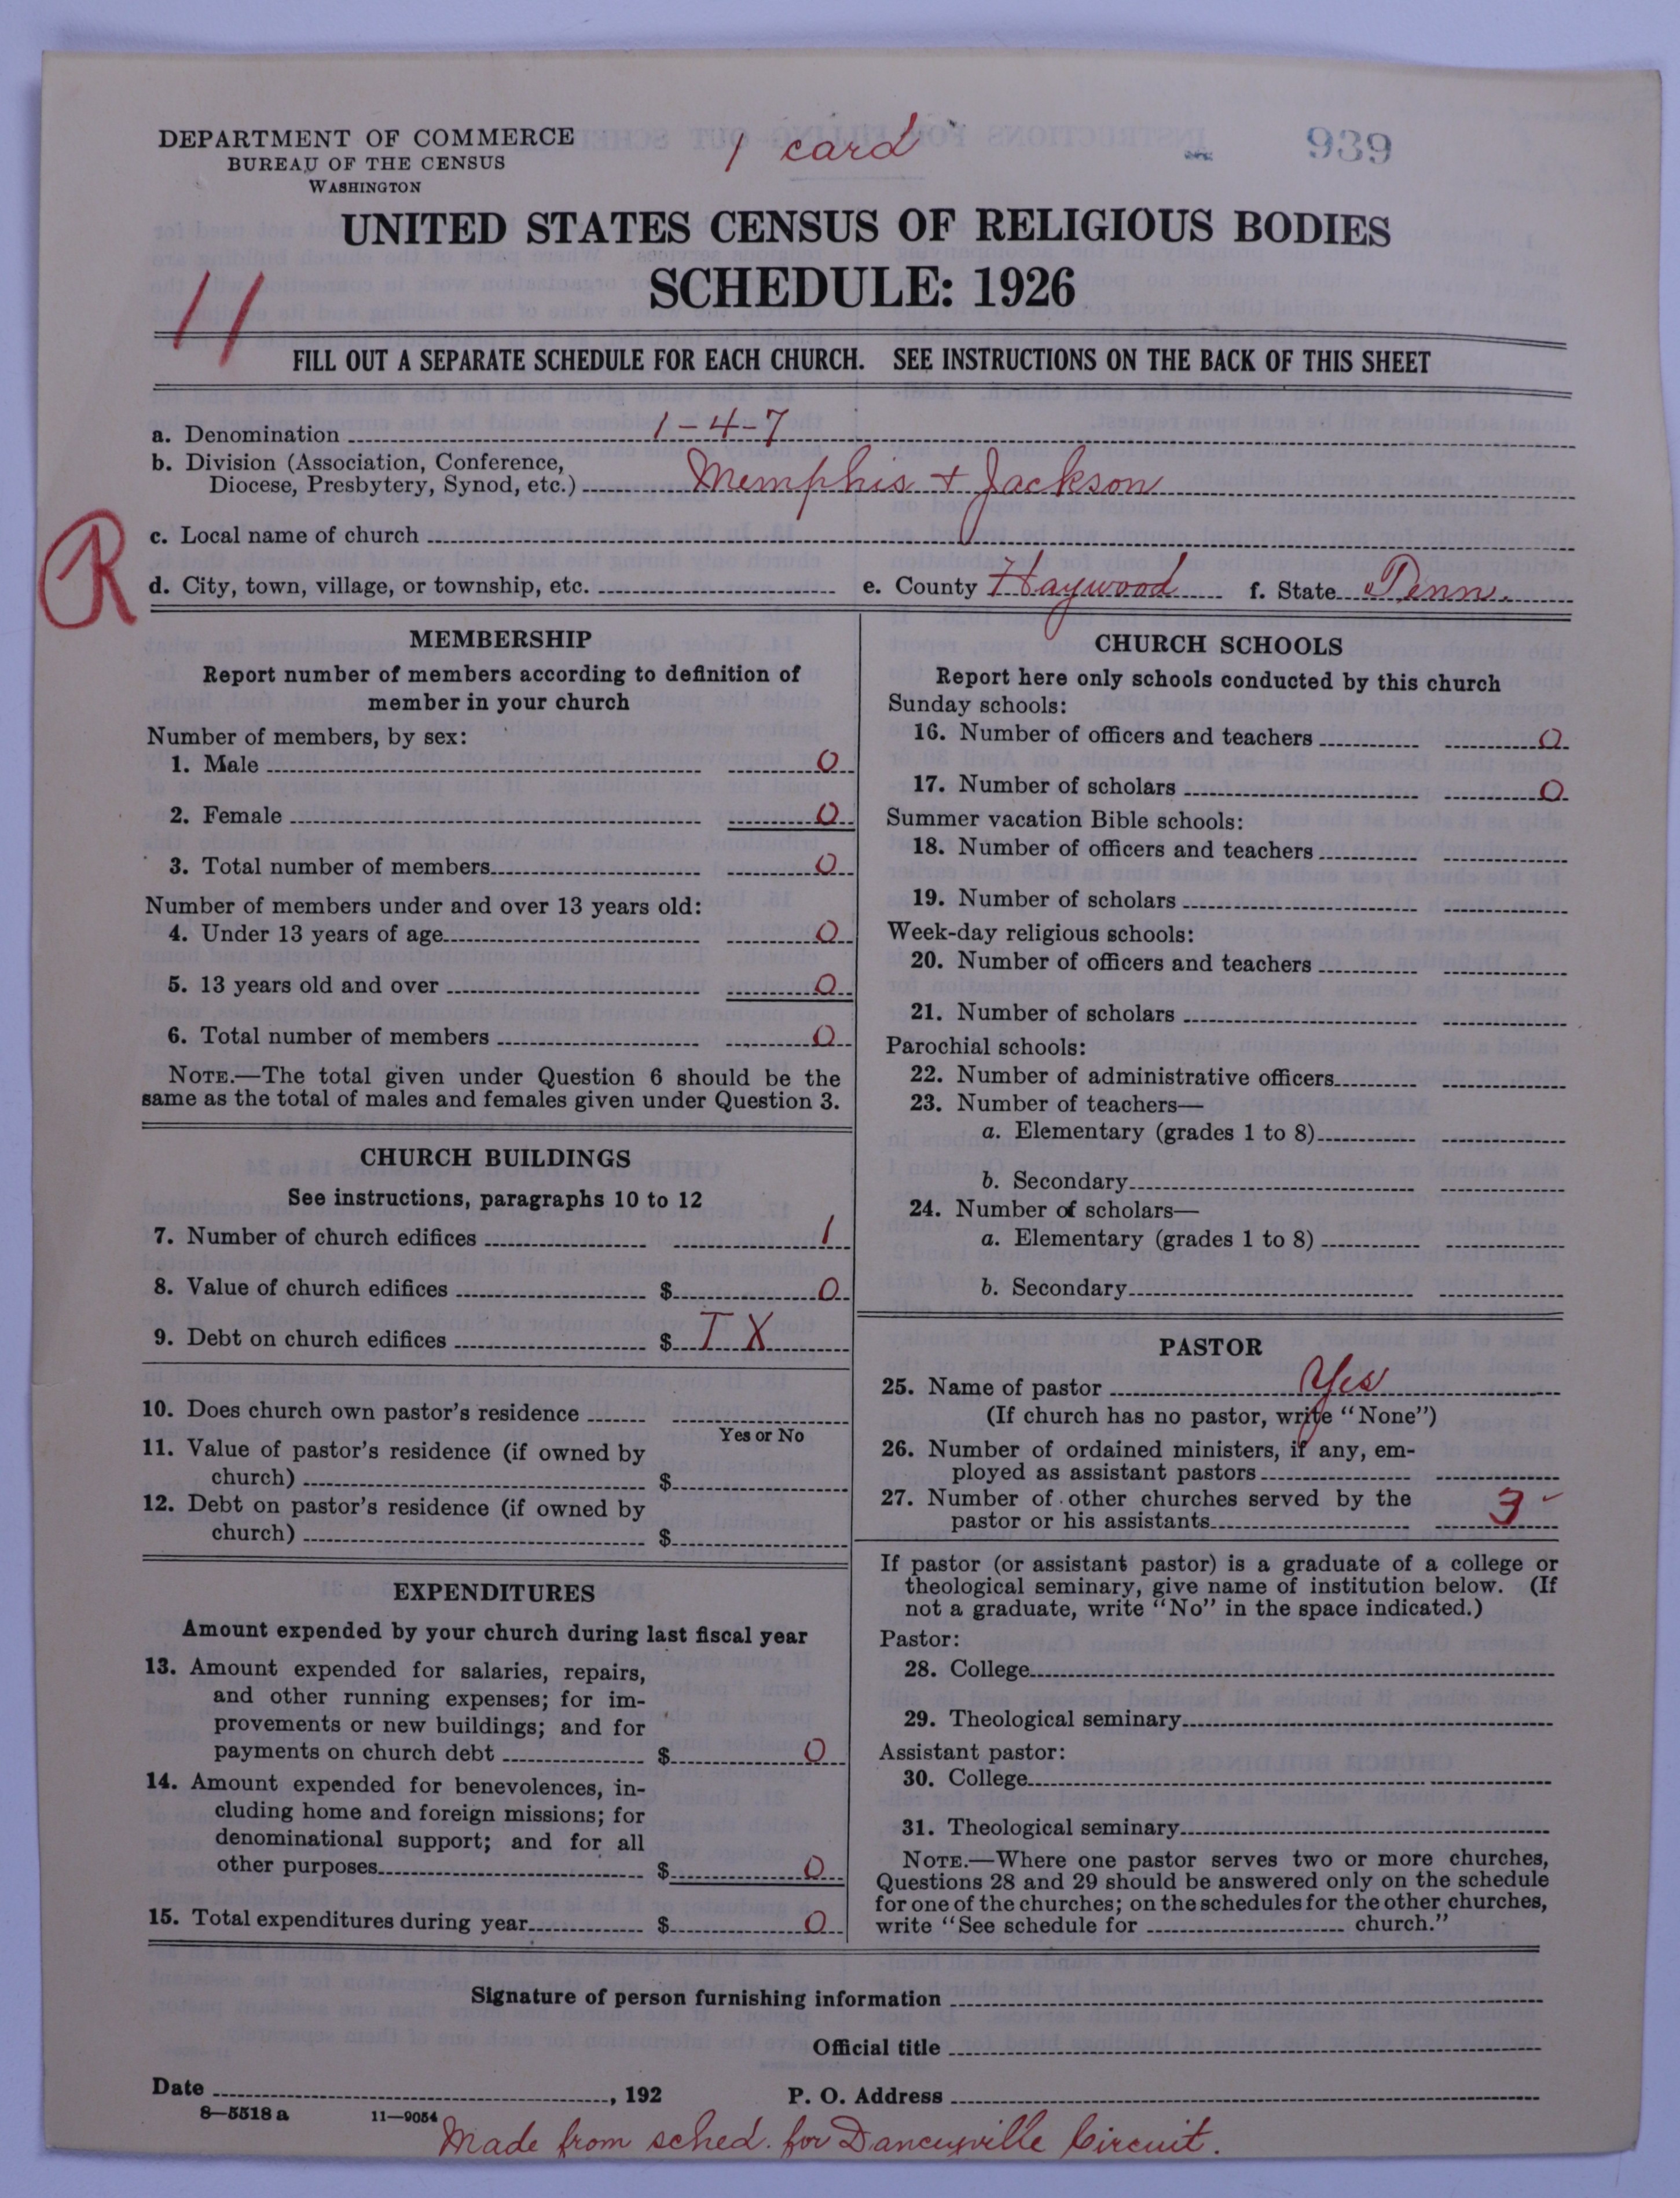 DEPARTMENT OF COMMERCE
BUREAU OF THE CENSUS
WASHINGTON
1 card
939
UNITED STATES CENSUS OF RELIGIOUS BODIES
SCHEDULE: 1926
11
FILL OUT A SEPARATE SCHEDULE FOR EACH CHURCH. SEE INSTRUCTIONS ON THE BACK OF THIS SHEET
a. Denomination 1-4-7
b. Division (Association, Conference,
Diocese, Presbytery, Synod, etc.) Memphis + Jackson
R
c. Local name of church
d. City, town, village, or township, etc. e. County Haywood f. State Tenn.
MEMBERSHIP
Report number of members according to definition of
member in your church
Number of members, by sex:
1. Male 0
2. Female 0
3. Total number of members 0
Number of members under and over 13 years old:
4. Under 13 years of age 0
5. 13 years old and over 0
6. Total number of members 0
NOTE.—The total given under Question 6 should be the
same as the total of males and females given under Question 3.
CHURCH BUILDINGS
See instructions, paragraphs 10 to 12
7. Number of church edifices 1
8. Value of church edifices $ 0
9. Debt on church edifices $ I X
10. Does church own pastor's residence
Yes or No
11. Value of pastor's residence (if owned by
church) $
12. Debt on pastor's residence (if owned by
church) $
EXPENDITURES
Amount expended by your church during last fiscal year
13. Amount expended for salaries, repairs,
and other running expenses; for im-
provements or new buildings; and for
payments on church debt $ 0
14. Amount expended for benevolences, in-
cluding home and foreign missions; for
denominational support; and for all
other purposes $ 0
15. Total expenditures during year $ 0
CHURCH SCHOOLS
Report here only schools conducted by this church
Sunday schools:
16. Number of officers and teachers 0
17. Number of scholars 0
Summer vacation Bible schools:
18. Number of officers and teachers
19. Number of scholars
Week-day religious schools:
20. Number of officers and teachers
21. Number of scholars
Parochial schools:
22. Number of administrative officers
23. Number of teachers—
a. Elementary (grades 1 to 8)
b. Secondary
24. Number of scholars—
a. Elementary (grades 1 to 8)
b. Secondary
PASTOR
25. Name of pastor Yes
(If church has no pastor, write "None")
26. Number of ordained ministers, if any, em-
ployed as assistant pastors
27. Number of other churches served by the
pastor or his assistants 3
If pastor (or assistant pastor) is a graduate of a college or
theological seminary, give name of institution below. (If
not a graduate, write "No" in the space indicated.)
Pastor:
28. College
29. Theological seminary
Assistant pastor:
30. College
31. Theological seminary
NOTE.—Where one pastor serves two or more churches,
Questions 28 and 29 should be answered only on the schedule
for one of the churches; on the schedules for the other churches,
write "See schedule for church."
Signature of person furnishing information
Official title
Date , 192 P. O. Address
8—5518 a 11—9054
Made from sched. for Dancyville Circuit.